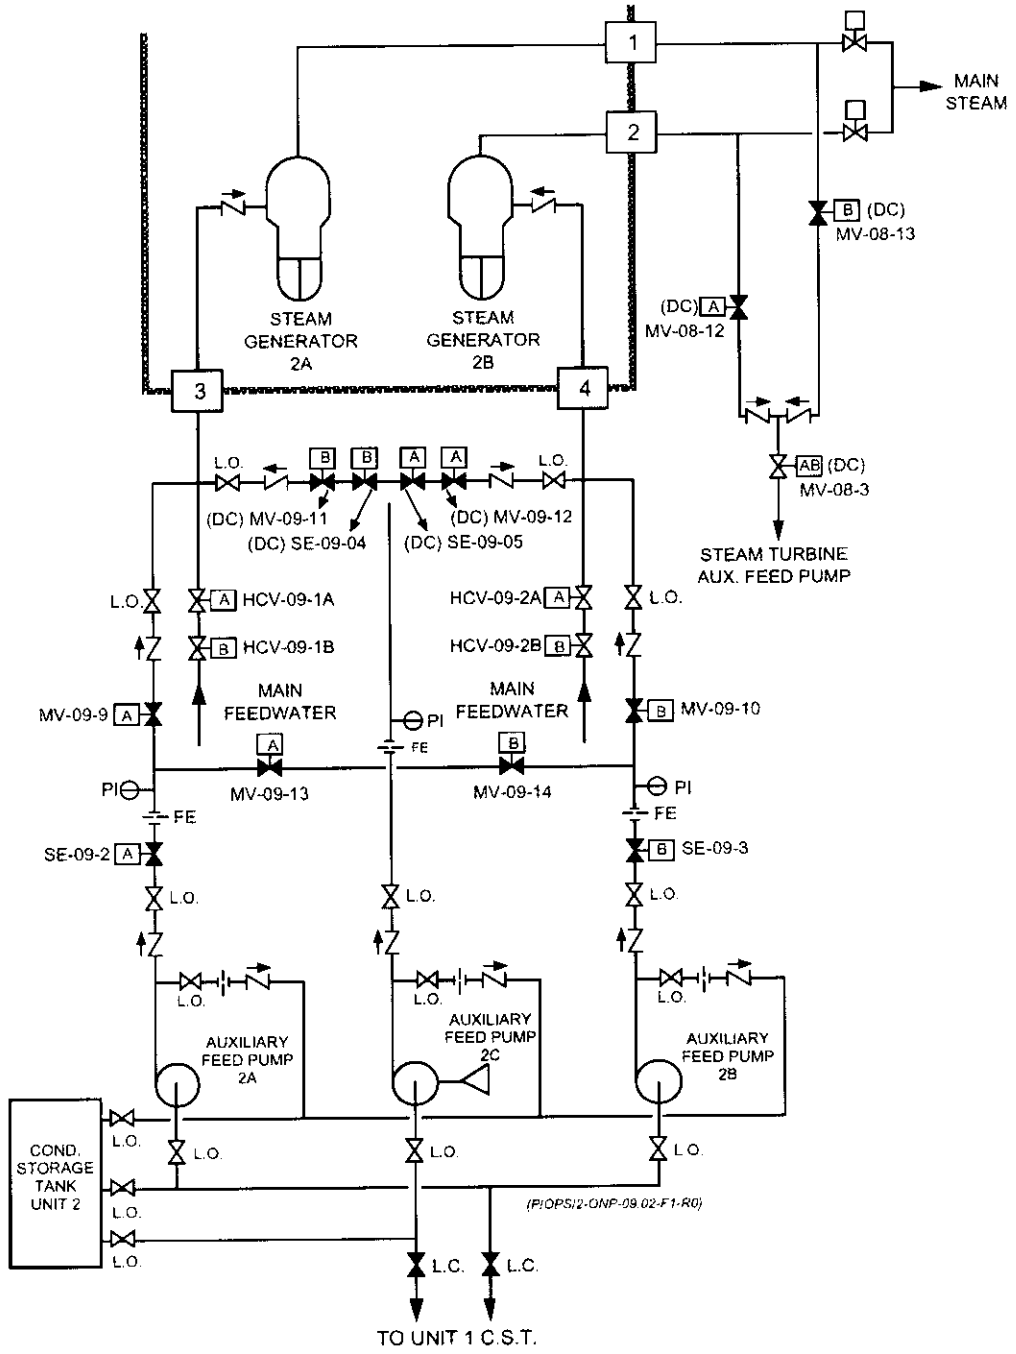 1
MAIN
STEAM
2
B (DC)
MV-08-13
(DC) A
MV-08-12
STEAM
GENERATOR
2A
STEAM
GENERATOR
2B
3
4
AB (DC)
MV-08-3
STEAM TURBINE
AUX. FEED PUMP
L.O.
B
B
A
A
L.O.
(DC) MV-09-11
(DC) MV-09-12
(DC) SE-09-04
(DC) SE-09-05
L.O.
A HCV-09-1A
HCV-09-2A A
L.O.
B HCV-09-1B
HCV-09-2B B
MAIN
FEEDWATER
MAIN
FEEDWATER
MV-09-9 A
B MV-09-10
PI
FE
A
B
MV-09-13
MV-09-14
PI
PI
FE
FE
SE-09-2 A
B SE-09-3
L.O.
L.O.
L.O.
L.O.
L.O.
L.O.
AUXILIARY
FEED PUMP
2A
AUXILIARY
FEED PUMP
2C
AUXILIARY
FEED PUMP
2B
COND.
STORAGE
TANK
UNIT 2
L.O.
L.O.
L.O.
L.O.
L.O.
L.O.
(P/OPS/2-ONP-09.02-F1-R0)
L.C.
L.C.
TO UNIT 1 C.S.T.